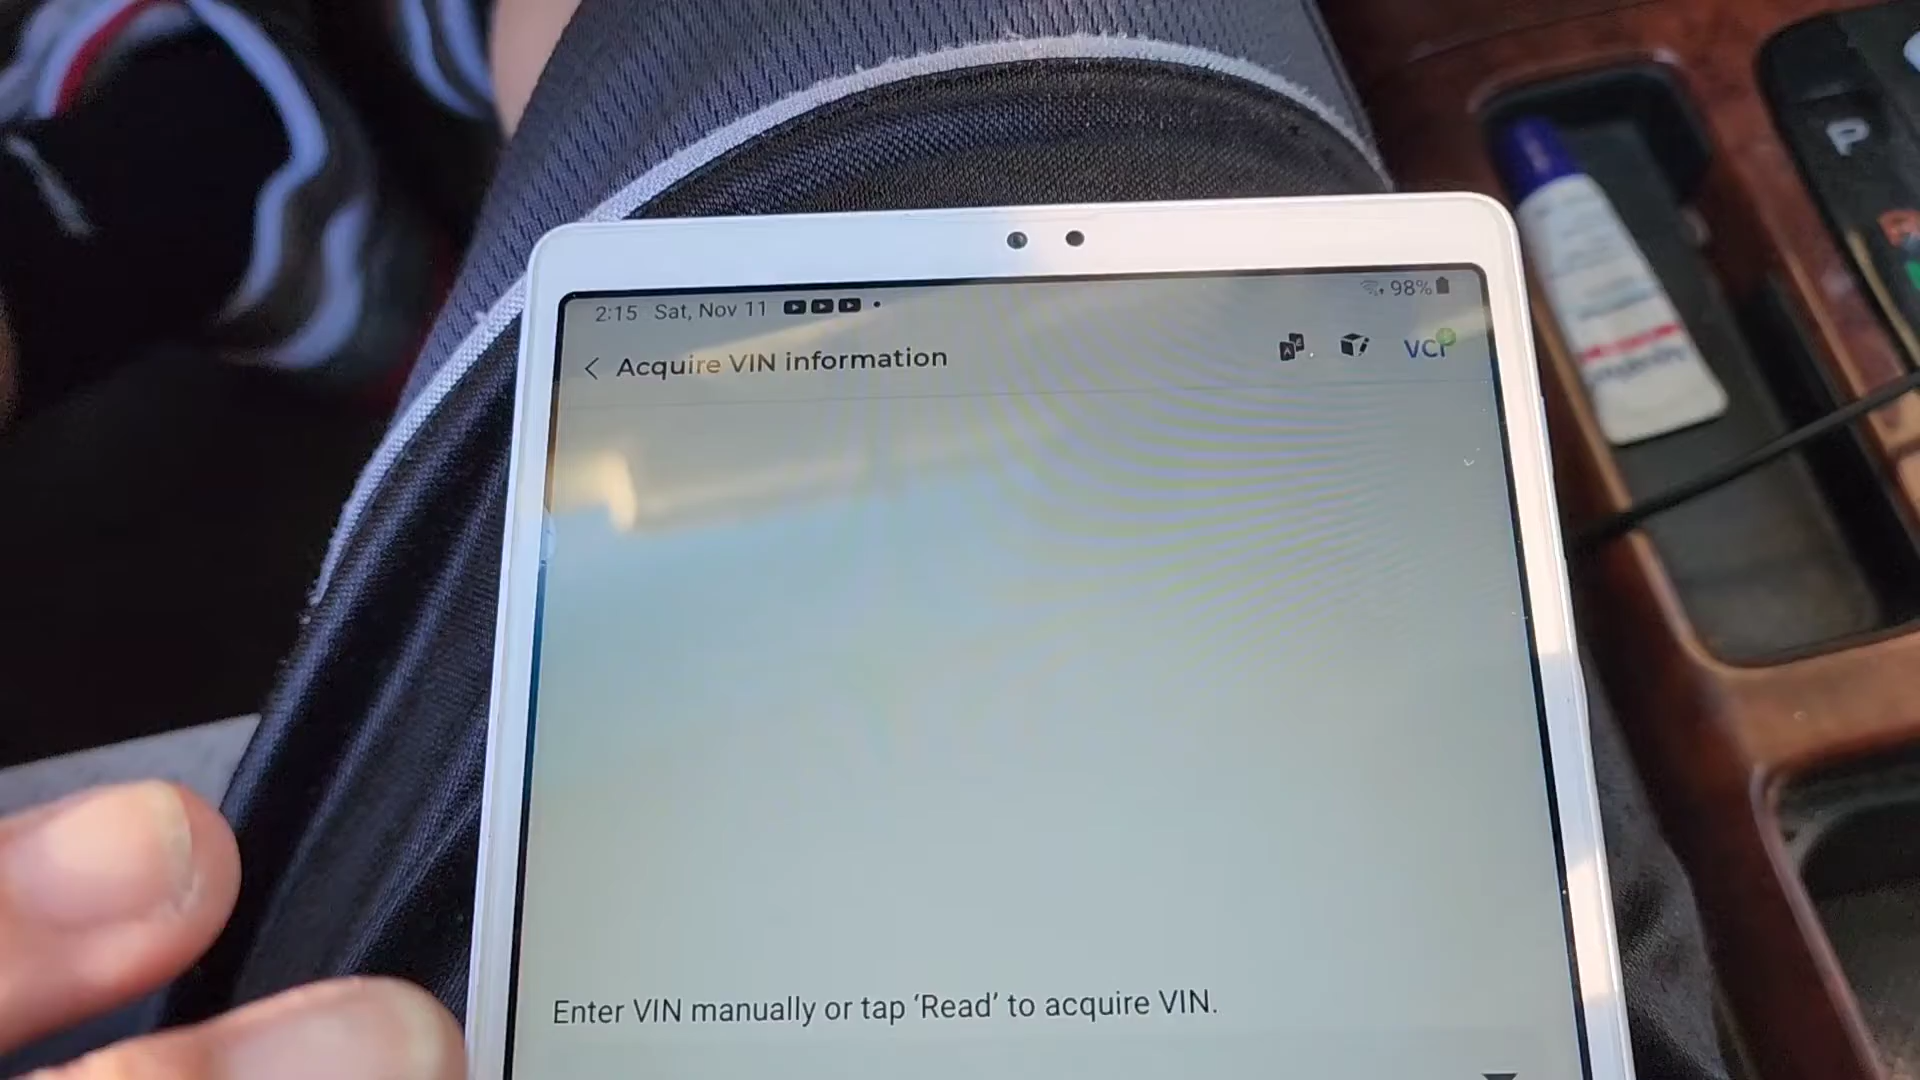 2:15 Sat, Nov 11
98%
Acquire VIN information
VCI
Enter VIN manually or tap ‘Read’ to acquire VIN.
P
R